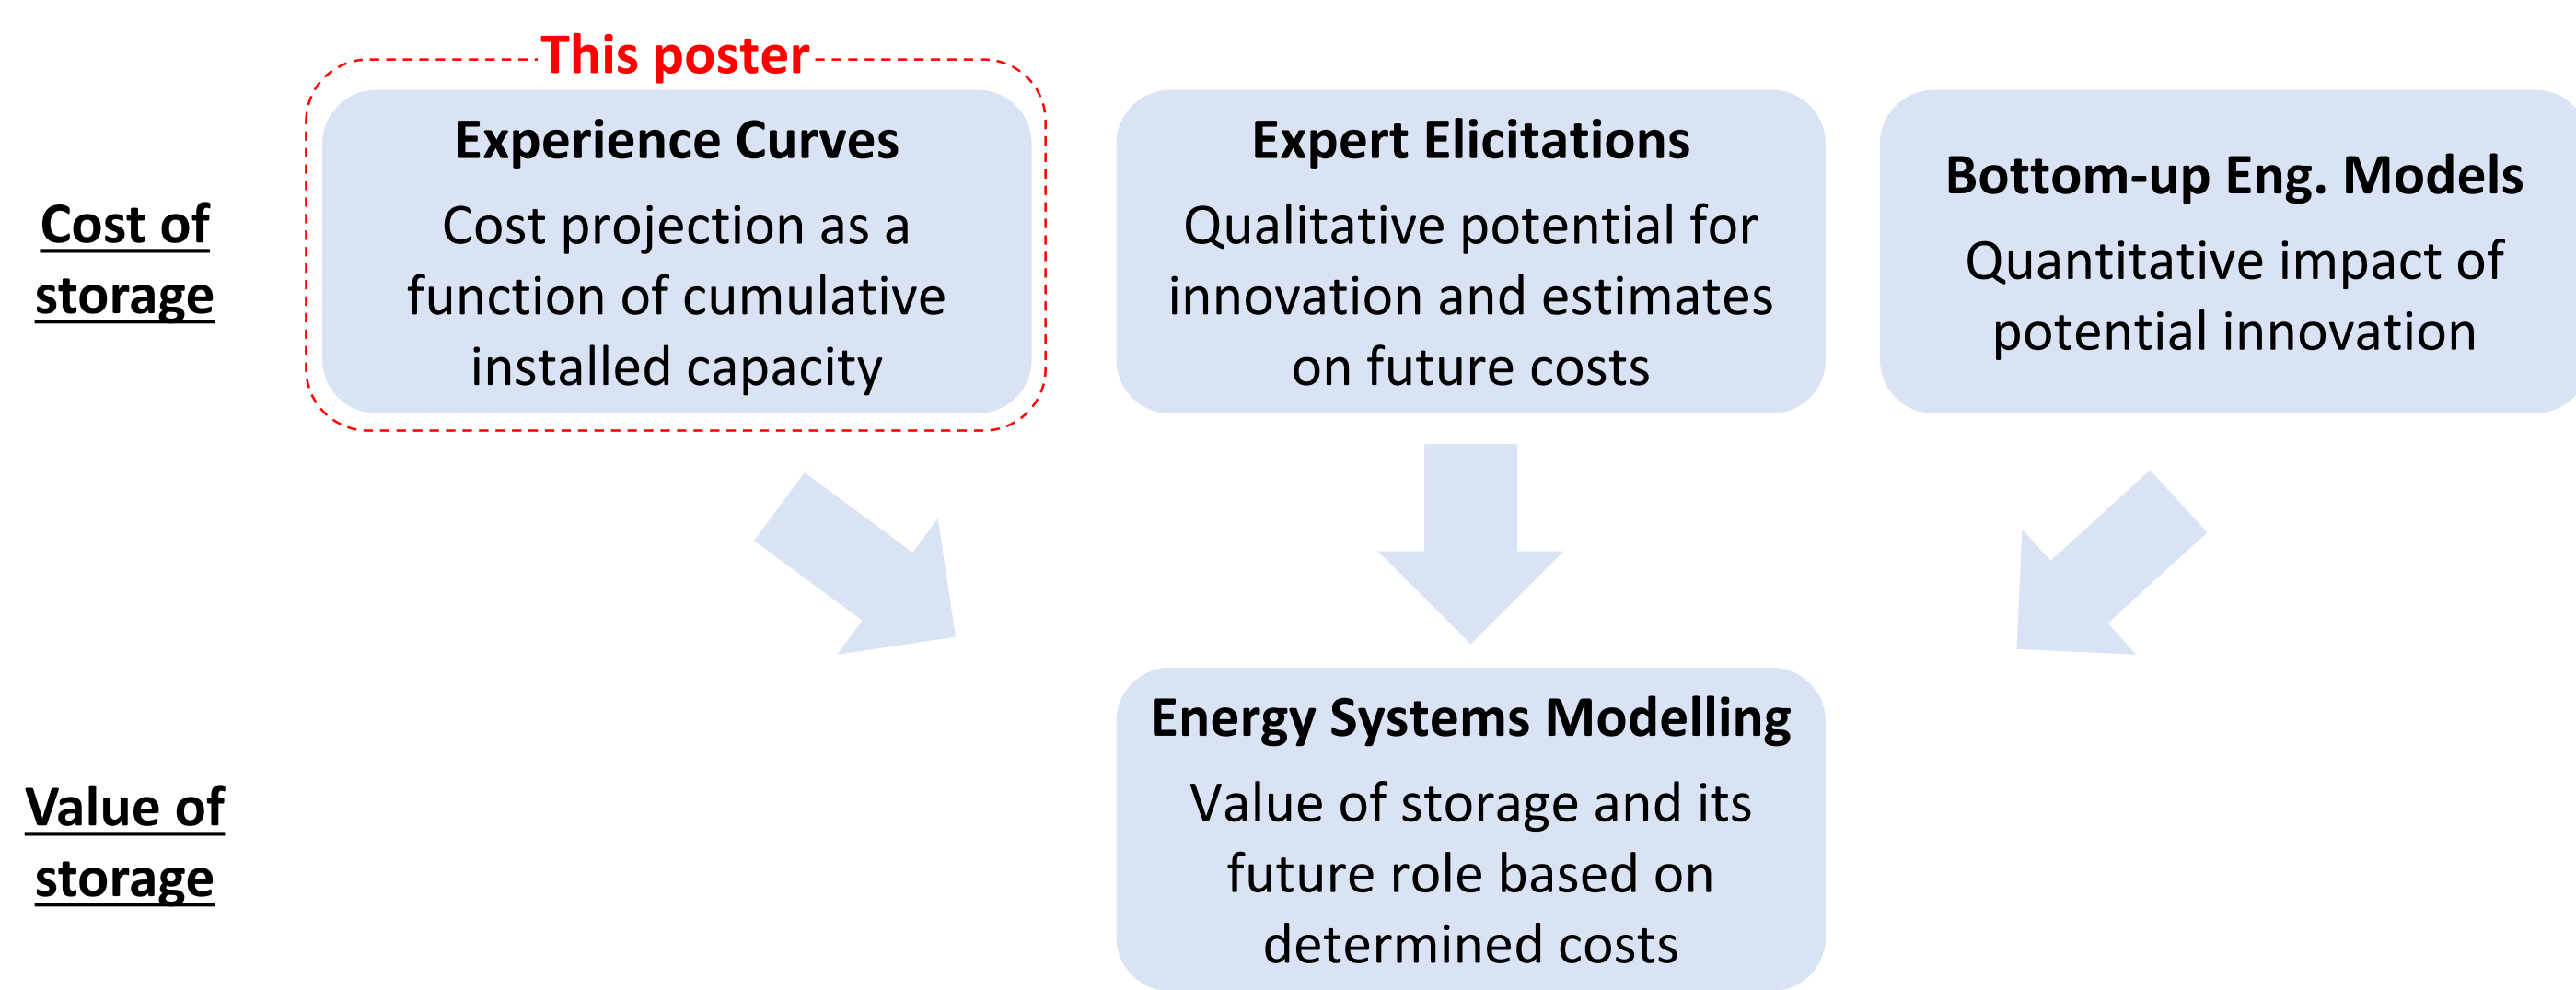 This poster
Cost of
storage
Experience Curves
Cost projection as a
function of cumulative
installed capacity
Expert Elicitations
Qualitative potential for
innovation and estimates
on future costs
Bottom-up Eng. Models
Quantitative impact of
potential innovation
Value of
storage
Energy Systems Modelling
Value of storage and its
future role based on
determined costs